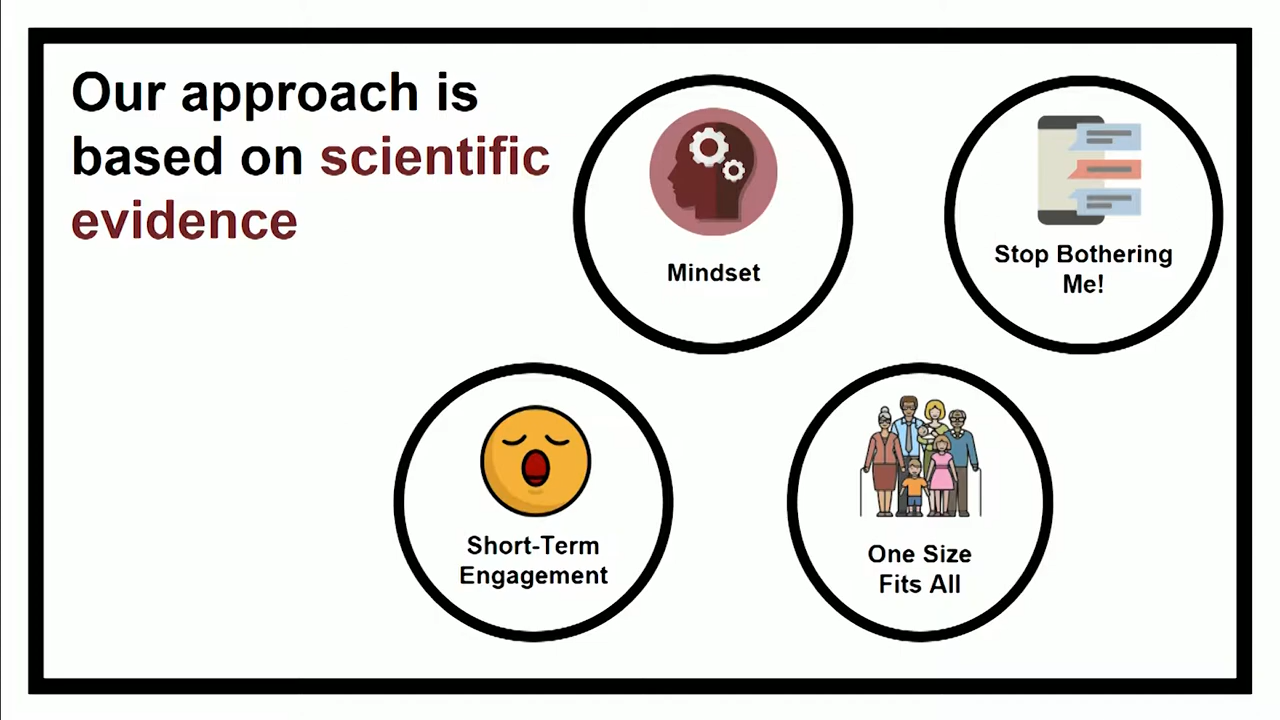 Our approach is
based on scientific
evidence
Mindset
Stop Bothering
Me!
Short-Term
Engagement
One Size
Fits All